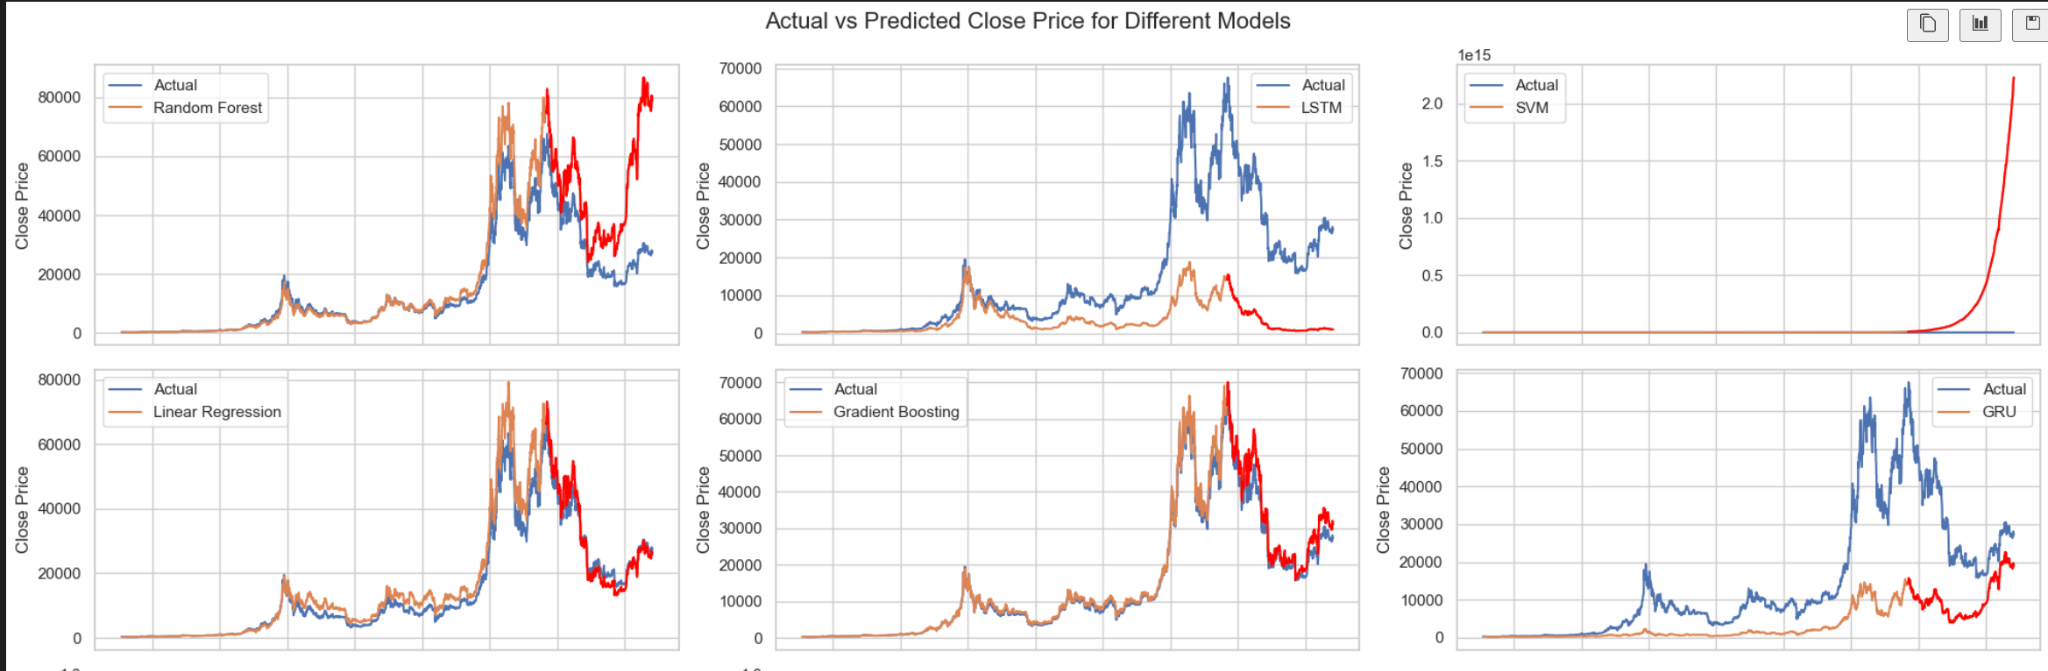 Actual vs Predicted Close Price for Different Models
Close Price
80000
60000
40000
20000
0
Actual
Random Forest
Close Price
70000
60000
50000
40000
30000
20000
10000
0
Actual
LSTM
1e15
Close Price
2.0
1.5
1.0
0.5
0.0
Actual
SVM
Close Price
80000
60000
40000
20000
0
Actual
Linear Regression
Close Price
70000
60000
50000
40000
30000
20000
10000
0
Actual
Gradient Boosting
Close Price
70000
60000
50000
40000
30000
20000
10000
0
Actual
GRU